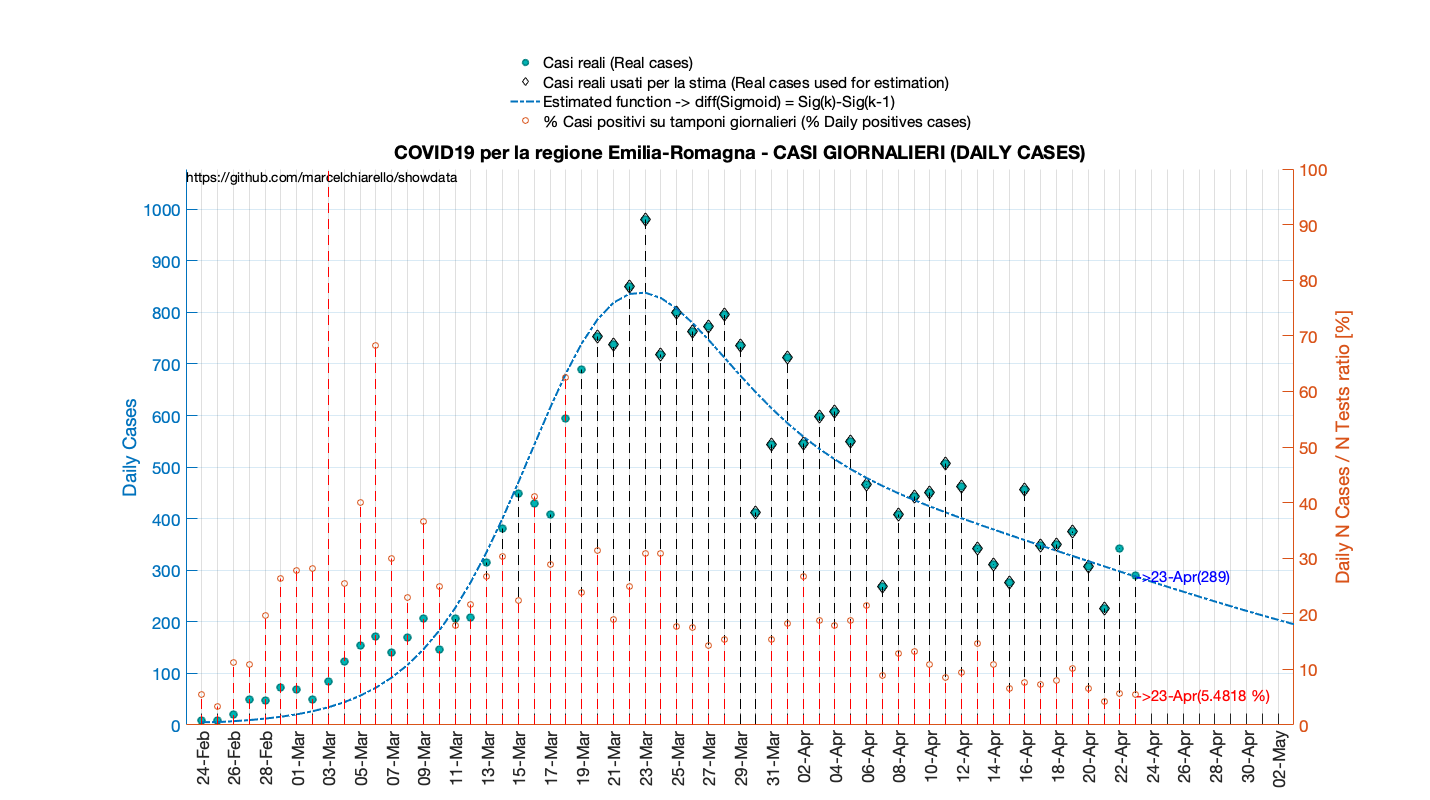 Casi reali (Real cases)
Casi reali usati per la stima (Real cases used for estimation)
Estimated function -> diff(Sigmoid) = Sig(k)-Sig(k-1)
% Casi positivi su tamponi giornalieri (% Daily positives cases)
COVID19 per la regione Emilia-Romagna - CASI GIORNALIERI (DAILY CASES)
https://github.com/marcelchiarello/showdata
Daily Cases
1000
900
800
700
600
500
400
300
200
100
0
100
90
80
70
60
50
40
30
20
10
0
Daily N Cases / N Tests ratio [%]
->23-Apr(289)
->23-Apr(5.4818 %)
24-Feb
26-Feb
28-Feb
01-Mar
03-Mar
05-Mar
07-Mar
09-Mar
11-Mar
13-Mar
15-Mar
17-Mar
19-Mar
21-Mar
23-Mar
25-Mar
27-Mar
29-Mar
31-Mar
02-Apr
04-Apr
06-Apr
08-Apr
10-Apr
12-Apr
14-Apr
16-Apr
18-Apr
20-Apr
22-Apr
24-Apr
26-Apr
28-Apr
30-Apr
02-May